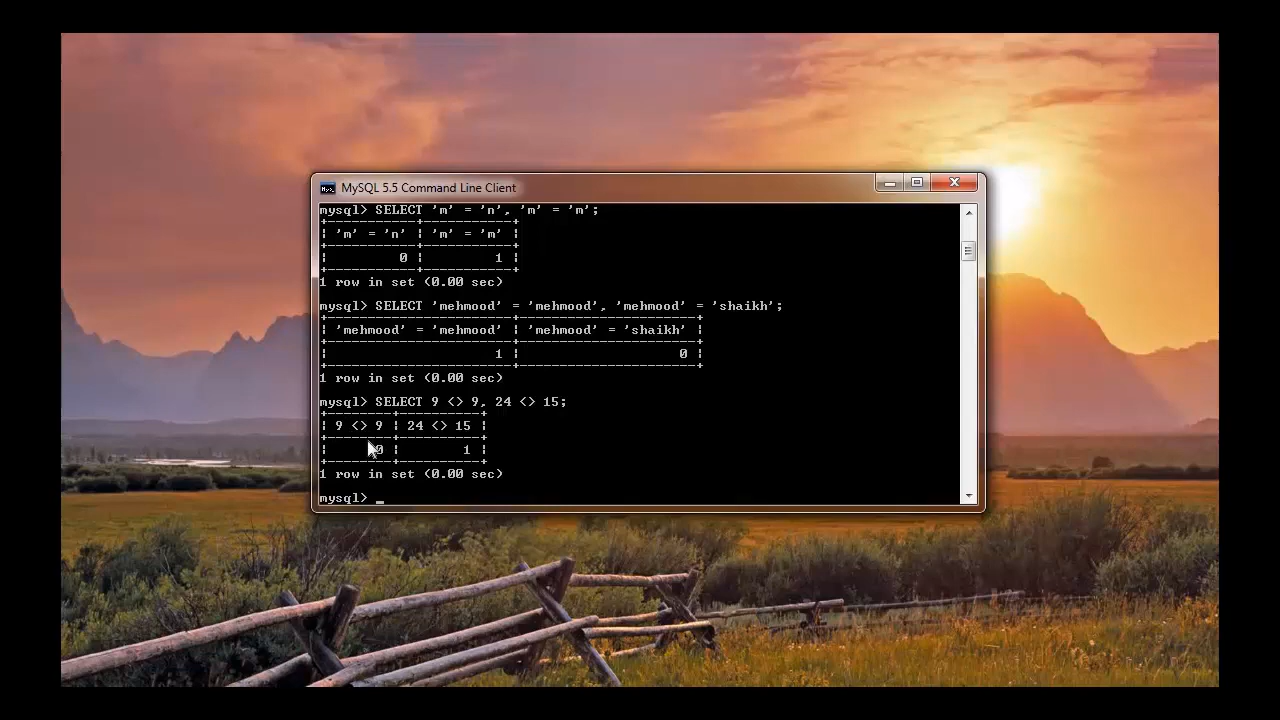 MySQL 5.5 Command Line Client
mysql> SELECT 'm' = 'n', 'm' = 'm';
+-----------+-----------+
| 'm' = 'n' | 'm' = 'm' |
+-----------+-----------+
|         0 |         1 |
+-----------+-----------+
1 row in set (0.00 sec)
mysql> SELECT 'mehmood' = 'mehmood', 'mehmood' = 'shaikh';
+-----------------------+----------------------+
| 'mehmood' = 'mehmood' | 'mehmood' = 'shaikh' |
+-----------------------+----------------------+
|                     1 |                    0 |
+-----------------------+----------------------+
1 row in set (0.00 sec)
mysql> SELECT 9 <> 9, 24 <> 15;
+--------+----------+
| 9 <> 9 | 24 <> 15 |
+--------+----------+
|      0 |        1 |
+--------+----------+
1 row in set (0.00 sec)
mysql> _